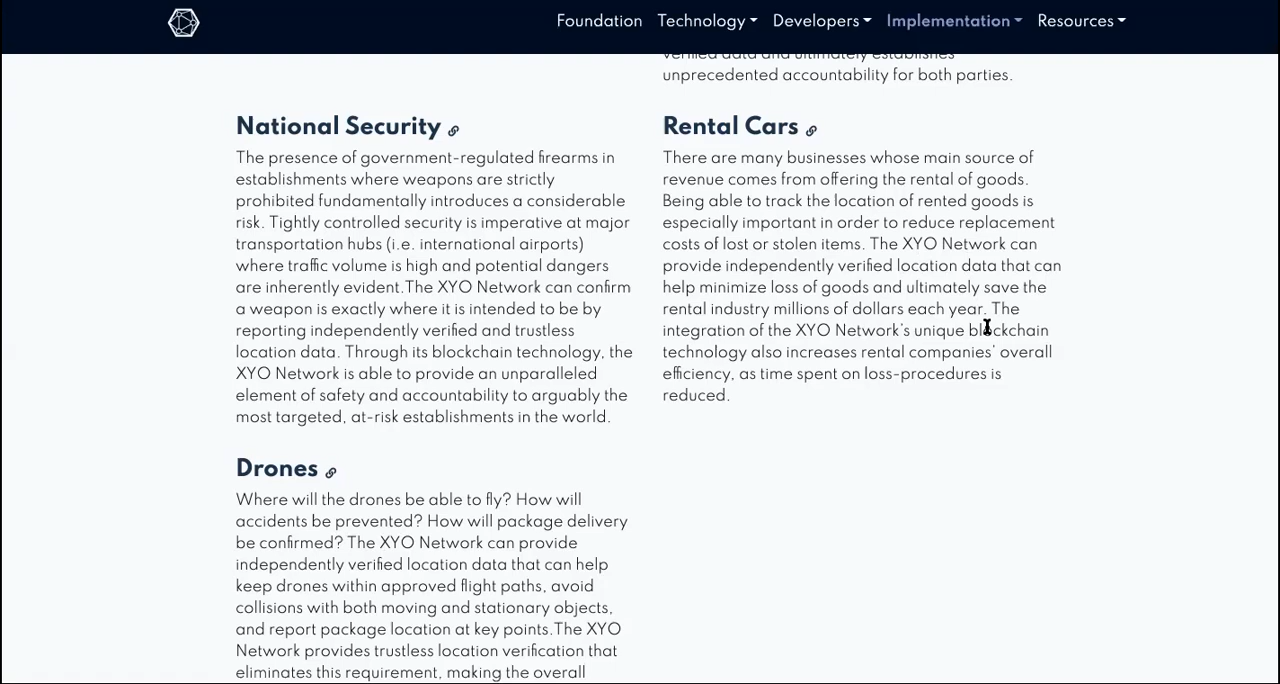 Foundation Technology Developers Implementation Resources
verified data and ultimately establishes
unprecedented accountability for both parties.
National Security
The presence of government-regulated firearms in
establishments where weapons are strictly
prohibited fundamentally introduces a considerable
risk. Tightly controlled security is imperative at major
transportation hubs (i.e. international airports)
where traffic volume is high and potential dangers
are inherently evident.The XYO Network can confirm
a weapon is exactly where it is intended to be by
reporting independently verified and trustless
location data. Through its blockchain technology, the
XYO Network is able to provide an unparalleled
element of safety and accountability to arguably the
most targeted, at-risk establishments in the world.
Rental Cars
There are many businesses whose main source of
revenue comes from offering the rental of goods.
Being able to track the location of rented goods is
especially important in order to reduce replacement
costs of lost or stolen items. The XYO Network can
provide independently verified location data that can
help minimize loss of goods and ultimately save the
rental industry millions of dollars each year. The
integration of the XYO Network's unique blockchain
technology also increases rental companies' overall
efficiency, as time spent on loss-procedures is
reduced.
Drones
Where will the drones be able to fly? How will
accidents be prevented? How will package delivery
be confirmed? The XYO Network can provide
independently verified location data that can help
keep drones within approved flight paths, avoid
collisions with both moving and stationary objects,
and report package location at key points.The XYO
Network provides trustless location verification that
eliminates this requirement, making the overall